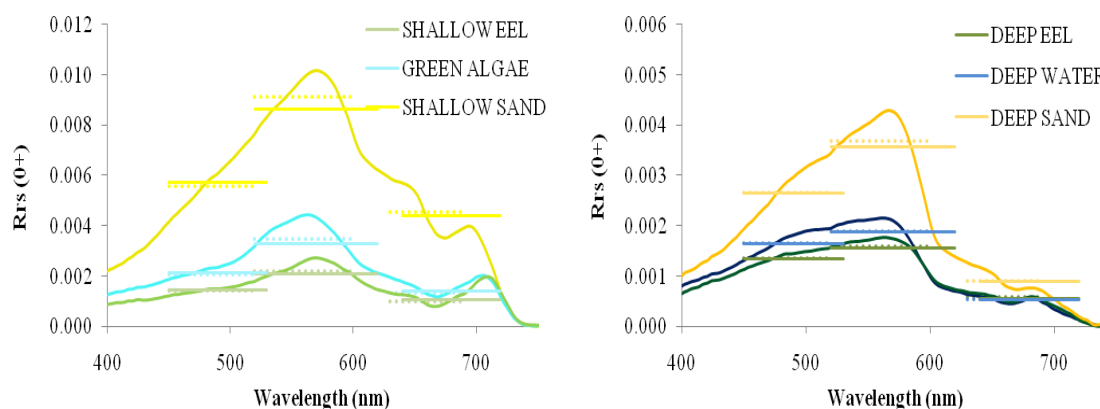 0.012
0.010
0.008
0.006
0.004
0.002
0.000
Rrs (0+)
400 500 600 700
Wavelength (nm)
SHALLOW EEL
GREEN ALGAE
SHALLOW SAND
0.006
0.005
0.004
0.003
0.002
0.001
0.000
Rrs (0+)
400 500 600 700
Wavelength (nm)
DEEP EEL
DEEP WATER
DEEP SAND